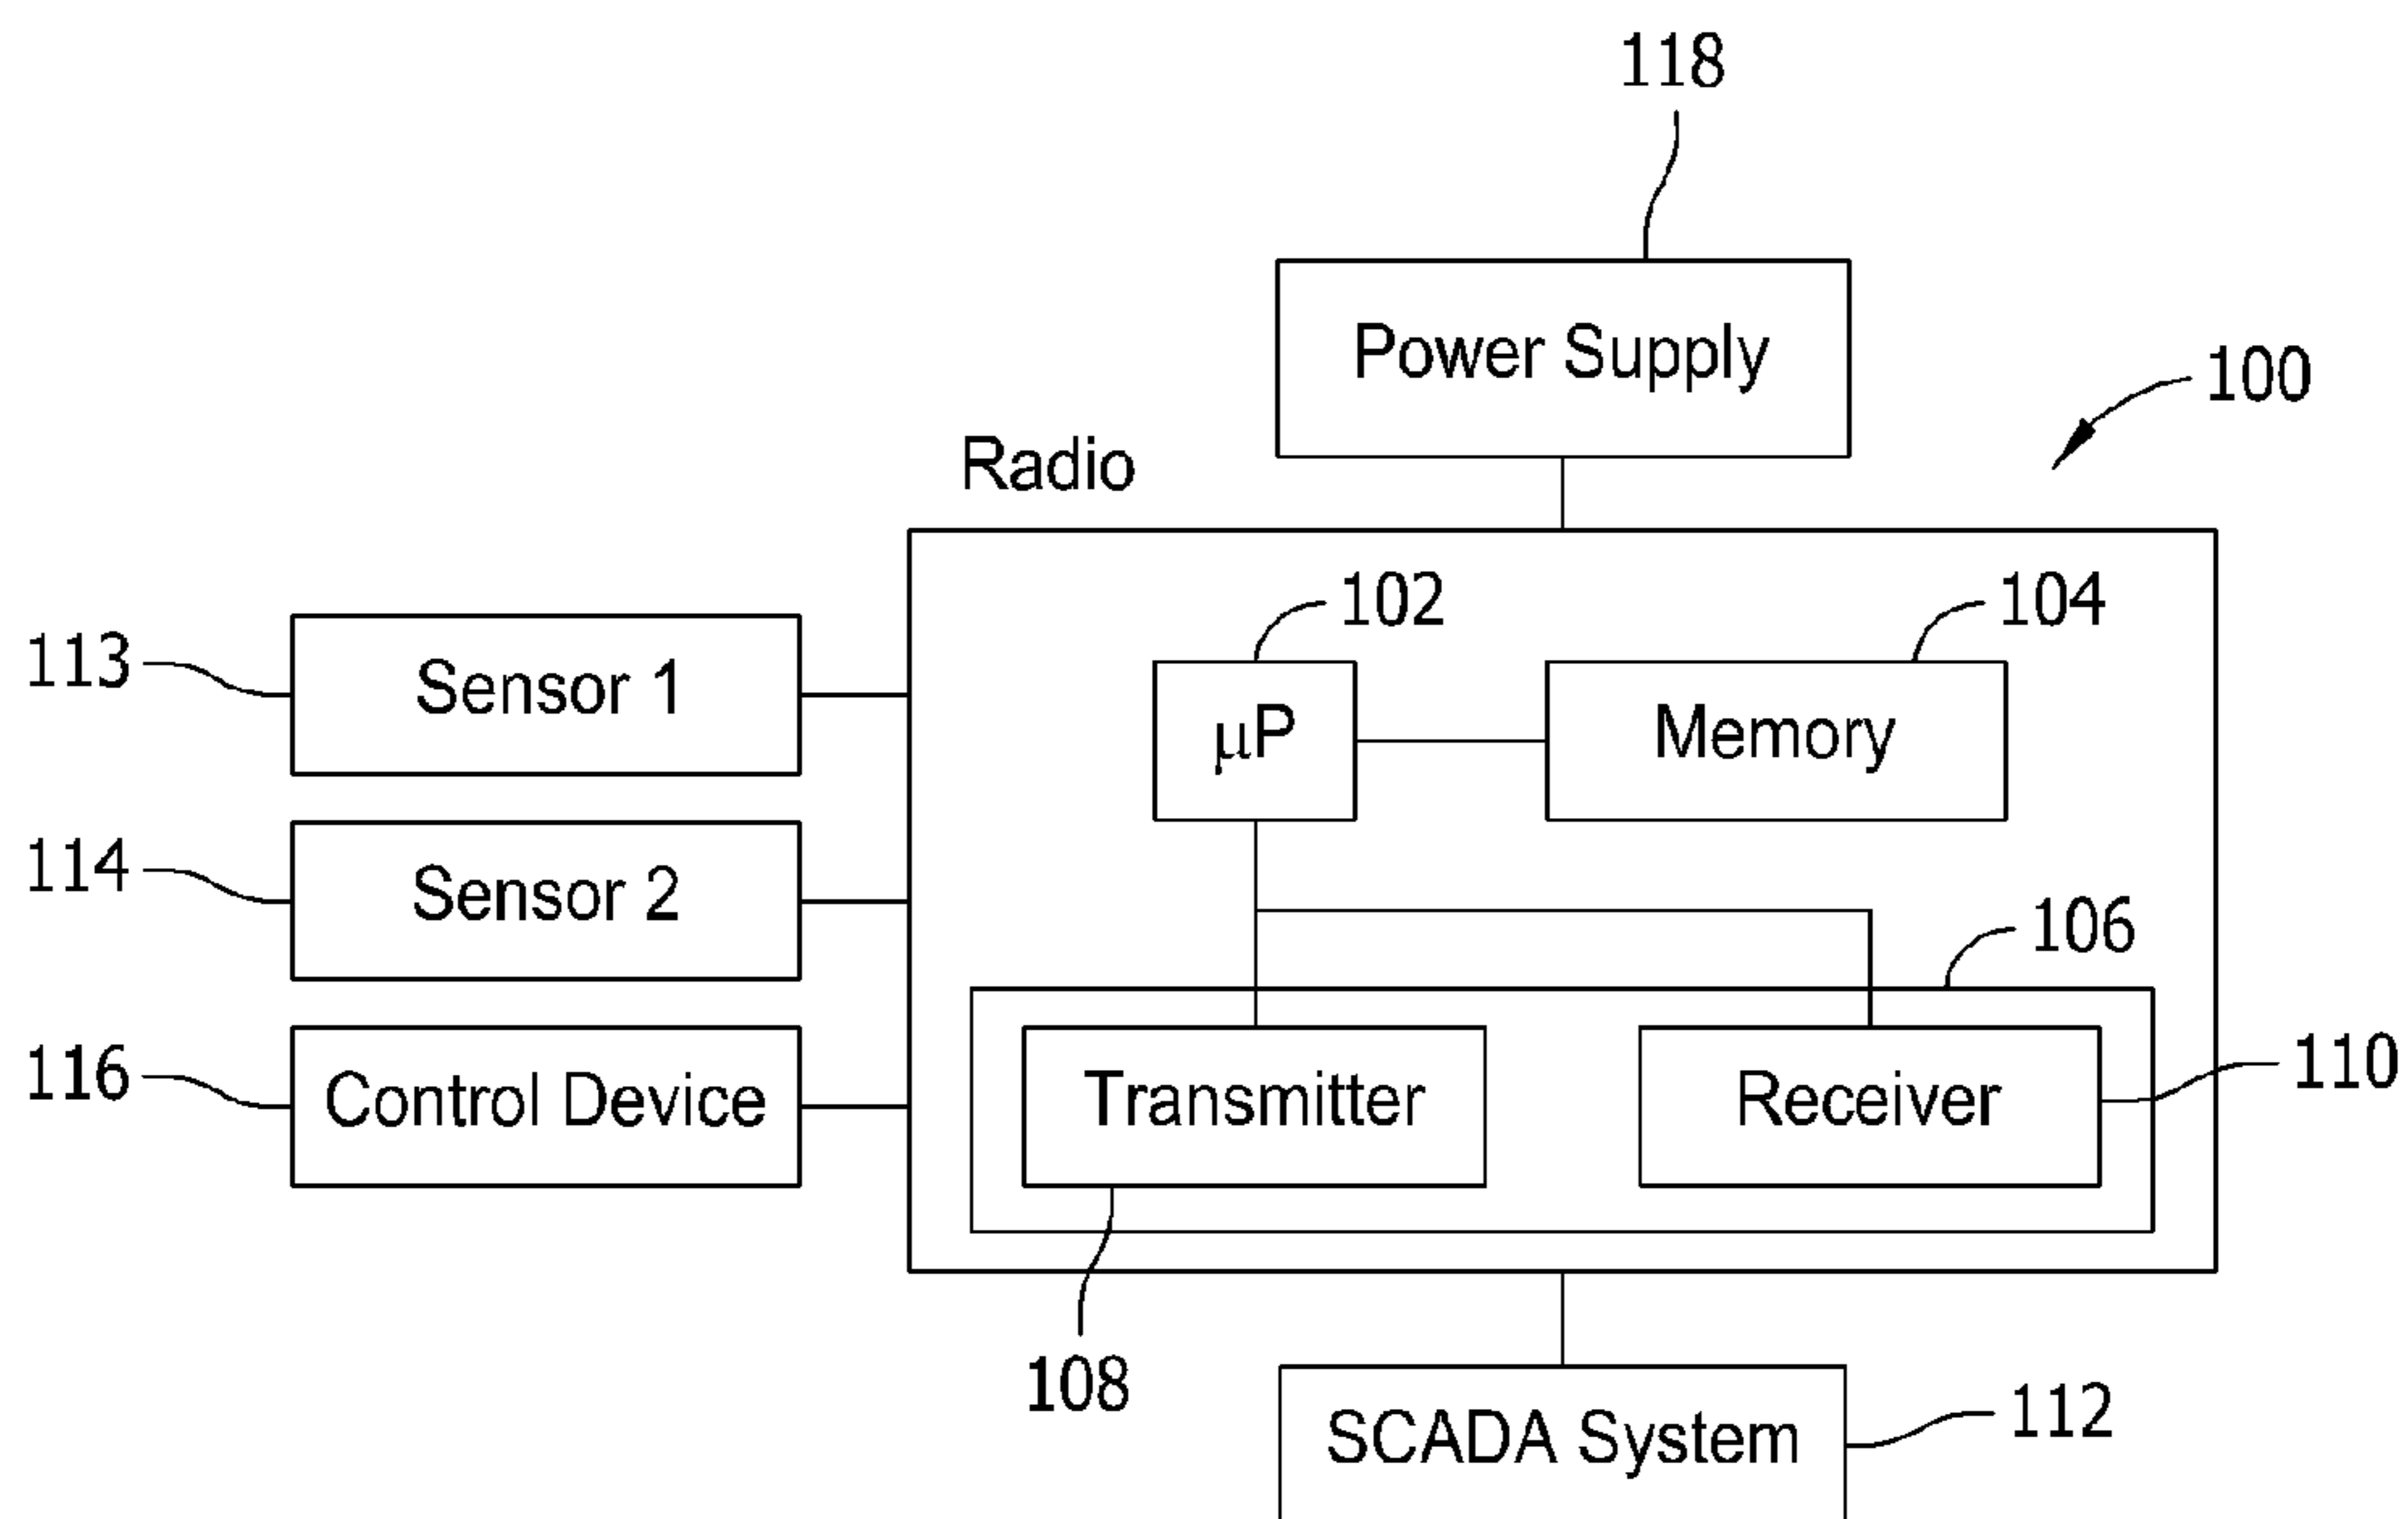 118
Power Supply
100
Radio
102
104
113
Sensor 1
μP
Memory
114
Sensor 2
106
116
Control Device
Transmitter
Receiver
110
108
SCADA System
112